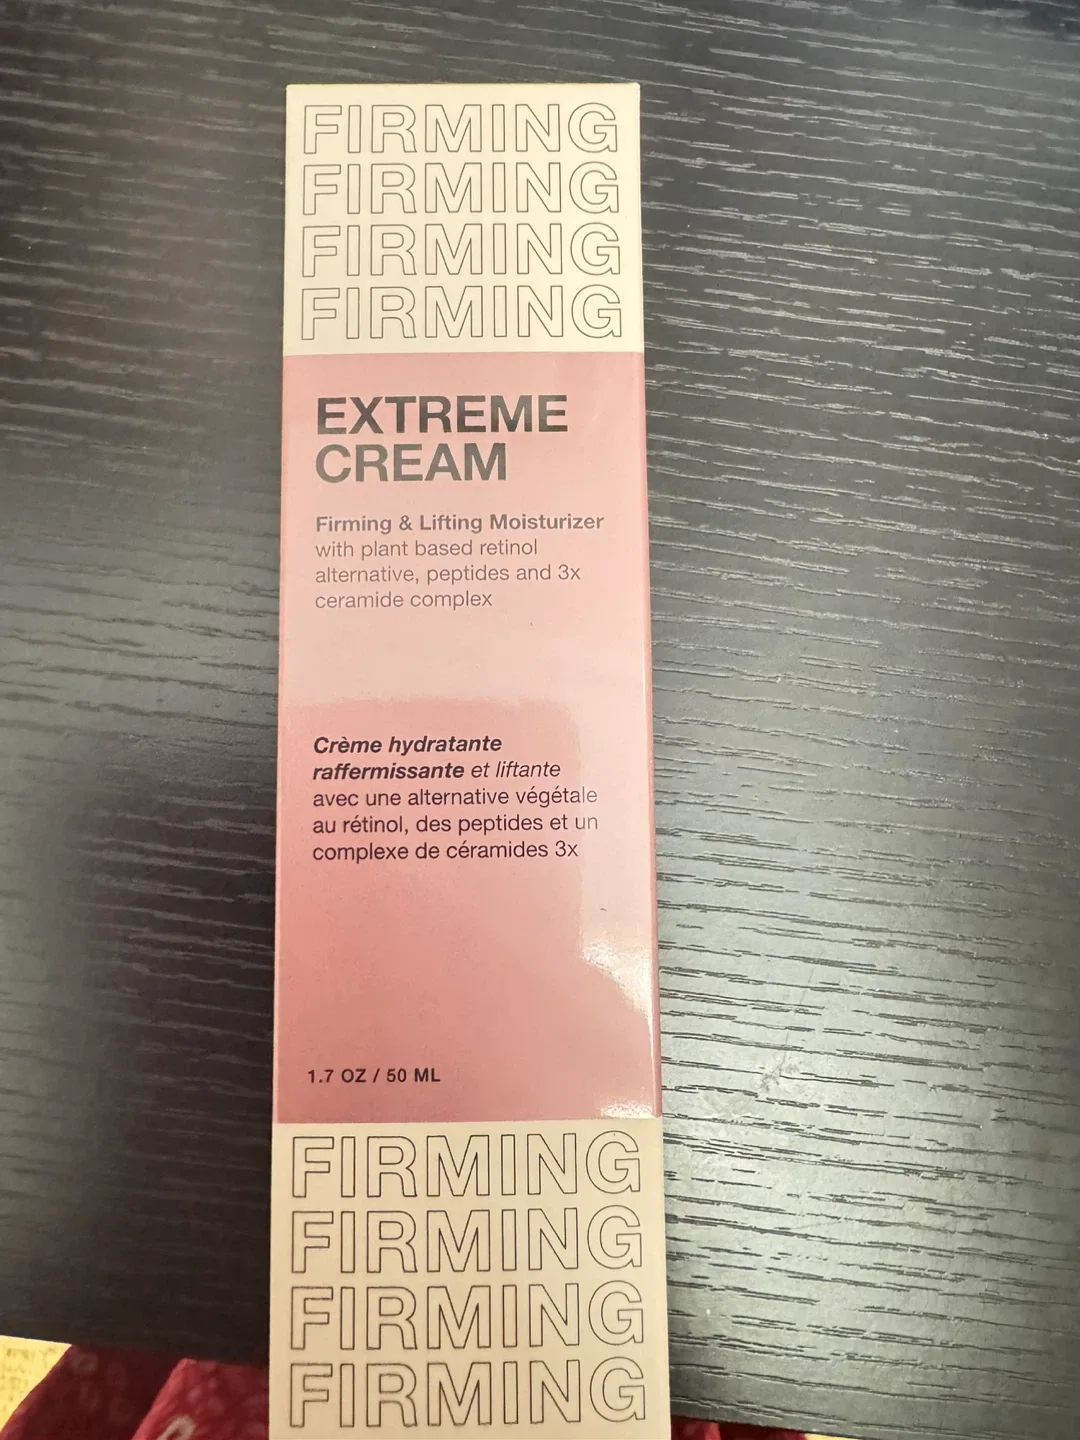 FIRMING
FIRMING
FIRMING
FIRMING
EXTREME
CREAM
Firming & Lifting Moisturizer
with plant based retinol
alternative, peptides and 3x
ceramide complex
Crème hydratante
raffermissante et liftante
avec une alternative végétale
au rétinol, des peptides et un
complexe de céramides 3x
1.7 OZ / 50 ML
FIRMING
FIRMING
FIRMING
FIRMING